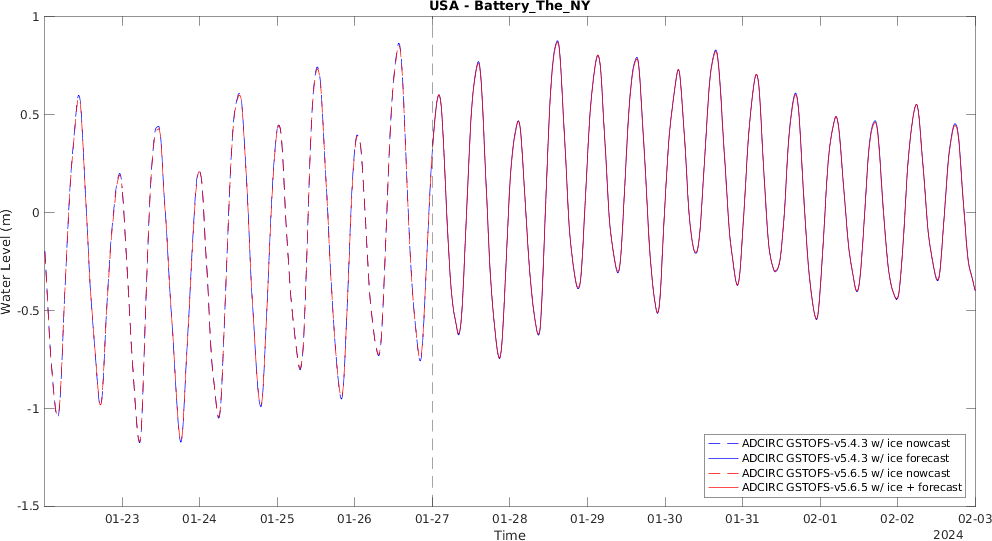 USA - Battery_The_NY
1
0.5
0
-0.5
-1
-1.5
Water Level (m)
01-23
01-24
01-25
01-26
01-27
01-28
01-29
01-30
01-31
02-01
02-02
02-03
Time
2024
ADCIRC GSTOFS-v5.4.3 w/ ice nowcast
ADCIRC GSTOFS-v5.4.3 w/ ice forecast
ADCIRC GSTOFS-v5.6.5 w/ ice nowcast
ADCIRC GSTOFS-v5.6.5 w/ ice + forecast